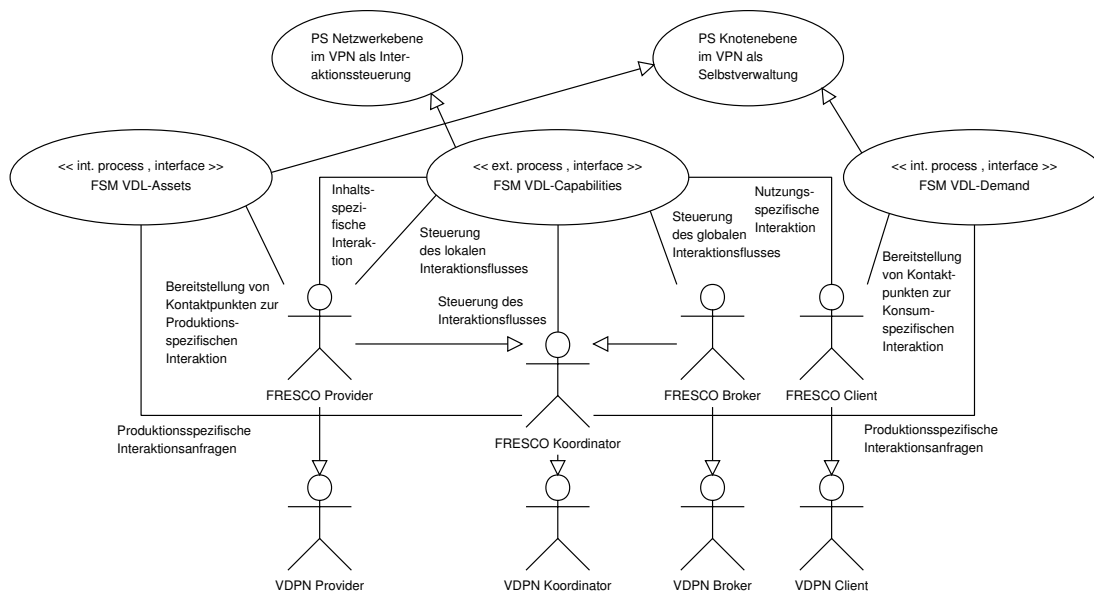 PS Netzwerkebene
im VPN als Inter-
aktionssteuerung
PS Knotenebene
im VPN als
Selbstverwaltung
<< int. process , interface >>
FSM VDL-Assets
<< ext. process , interface >>
FSM VDL-Capabilities
<< int. process , interface >>
FSM VDL-Demand
Inhalts-
spezi-
fische
Interak-
tion
Steuerung
des lokalen
Interaktionsflusses
Steuerung
des globalen
Interaktionsflusses
Nutzungs-
spezifische
Interaktion
Bereitstellung von
Kontaktpunkten zur
Produktions-
spezifischen
Interaktion
Steuerung des
Interaktionsflusses
Bereitstellung
von Kontakt-
punkten zur
Konsum-
spezifischen
Interaktion
FRESCO Provider
FRESCO Broker
FRESCO Client
FRESCO Koordinator
Produktionsspezifische
Interaktionsanfragen
Produktionsspezifische
Interaktionsanfragen
VDPN Provider
VDPN Koordinator
VDPN Broker
VDPN Client